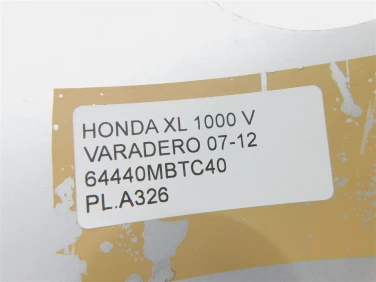 HONDA XL 1000 V
VARADERO 07-12
64440MBTC40
PL.A326